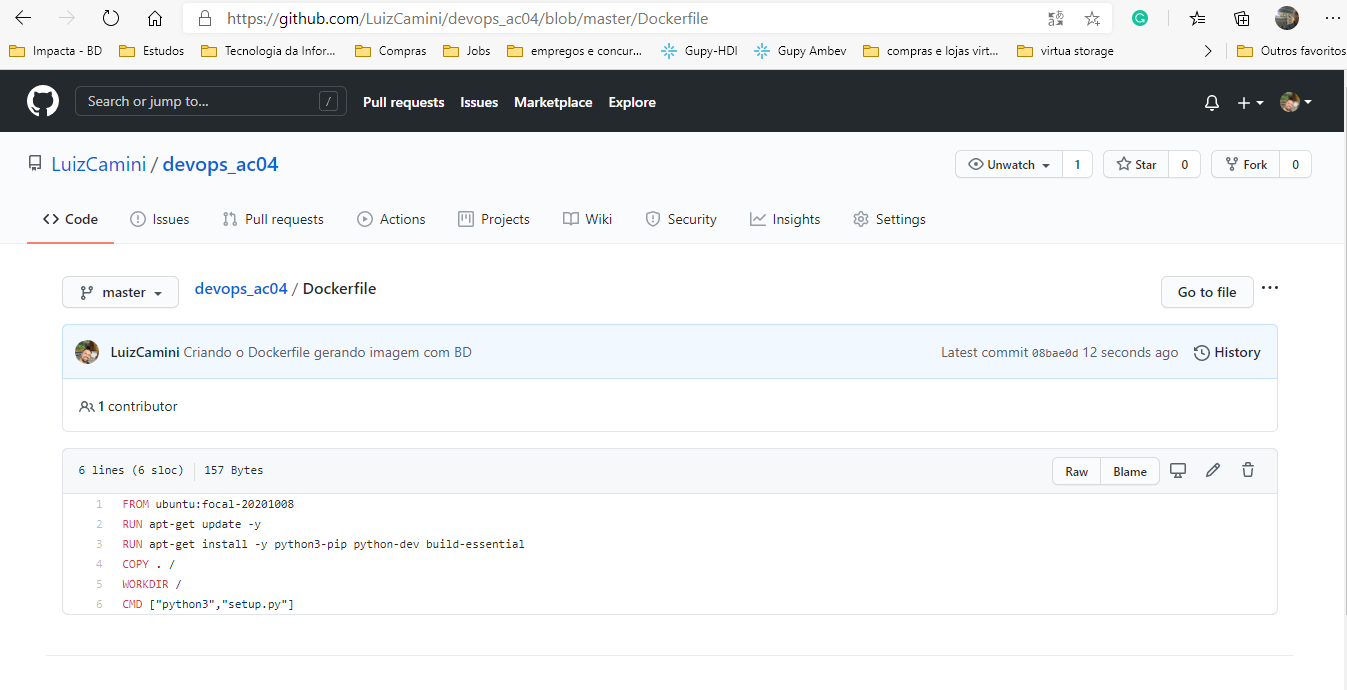 https://github.com/LuizCamini/devops_ac04/blob/master/Dockerfile
Impacta - BD Estudos Tecnologia da Infor... Compras Jobs empregos e concur... Gupy-HDI Gupy Ambev compras e lojas virt... virtua storage Outros favoritos
Search or jump to... / Pull requests Issues Marketplace Explore
LuizCamini / devops_ac04 Unwatch 1 Star 0 Fork 0
<> Code Issues Pull requests Actions Projects Wiki Security Insights Settings
master devops_ac04 / Dockerfile Go to file ...
LuizCamini Criando o Dockerfile gerando imagem com BD Latest commit 08bae0d 12 seconds ago History
1 contributor
6 lines (6 sloc) 157 Bytes Raw Blame
1 FROM ubuntu:focal-20201008
2 RUN apt-get update -y
3 RUN apt-get install -y python3-pip python-dev build-essential
4 COPY . /
5 WORKDIR /
6 CMD ["python3","setup.py"]